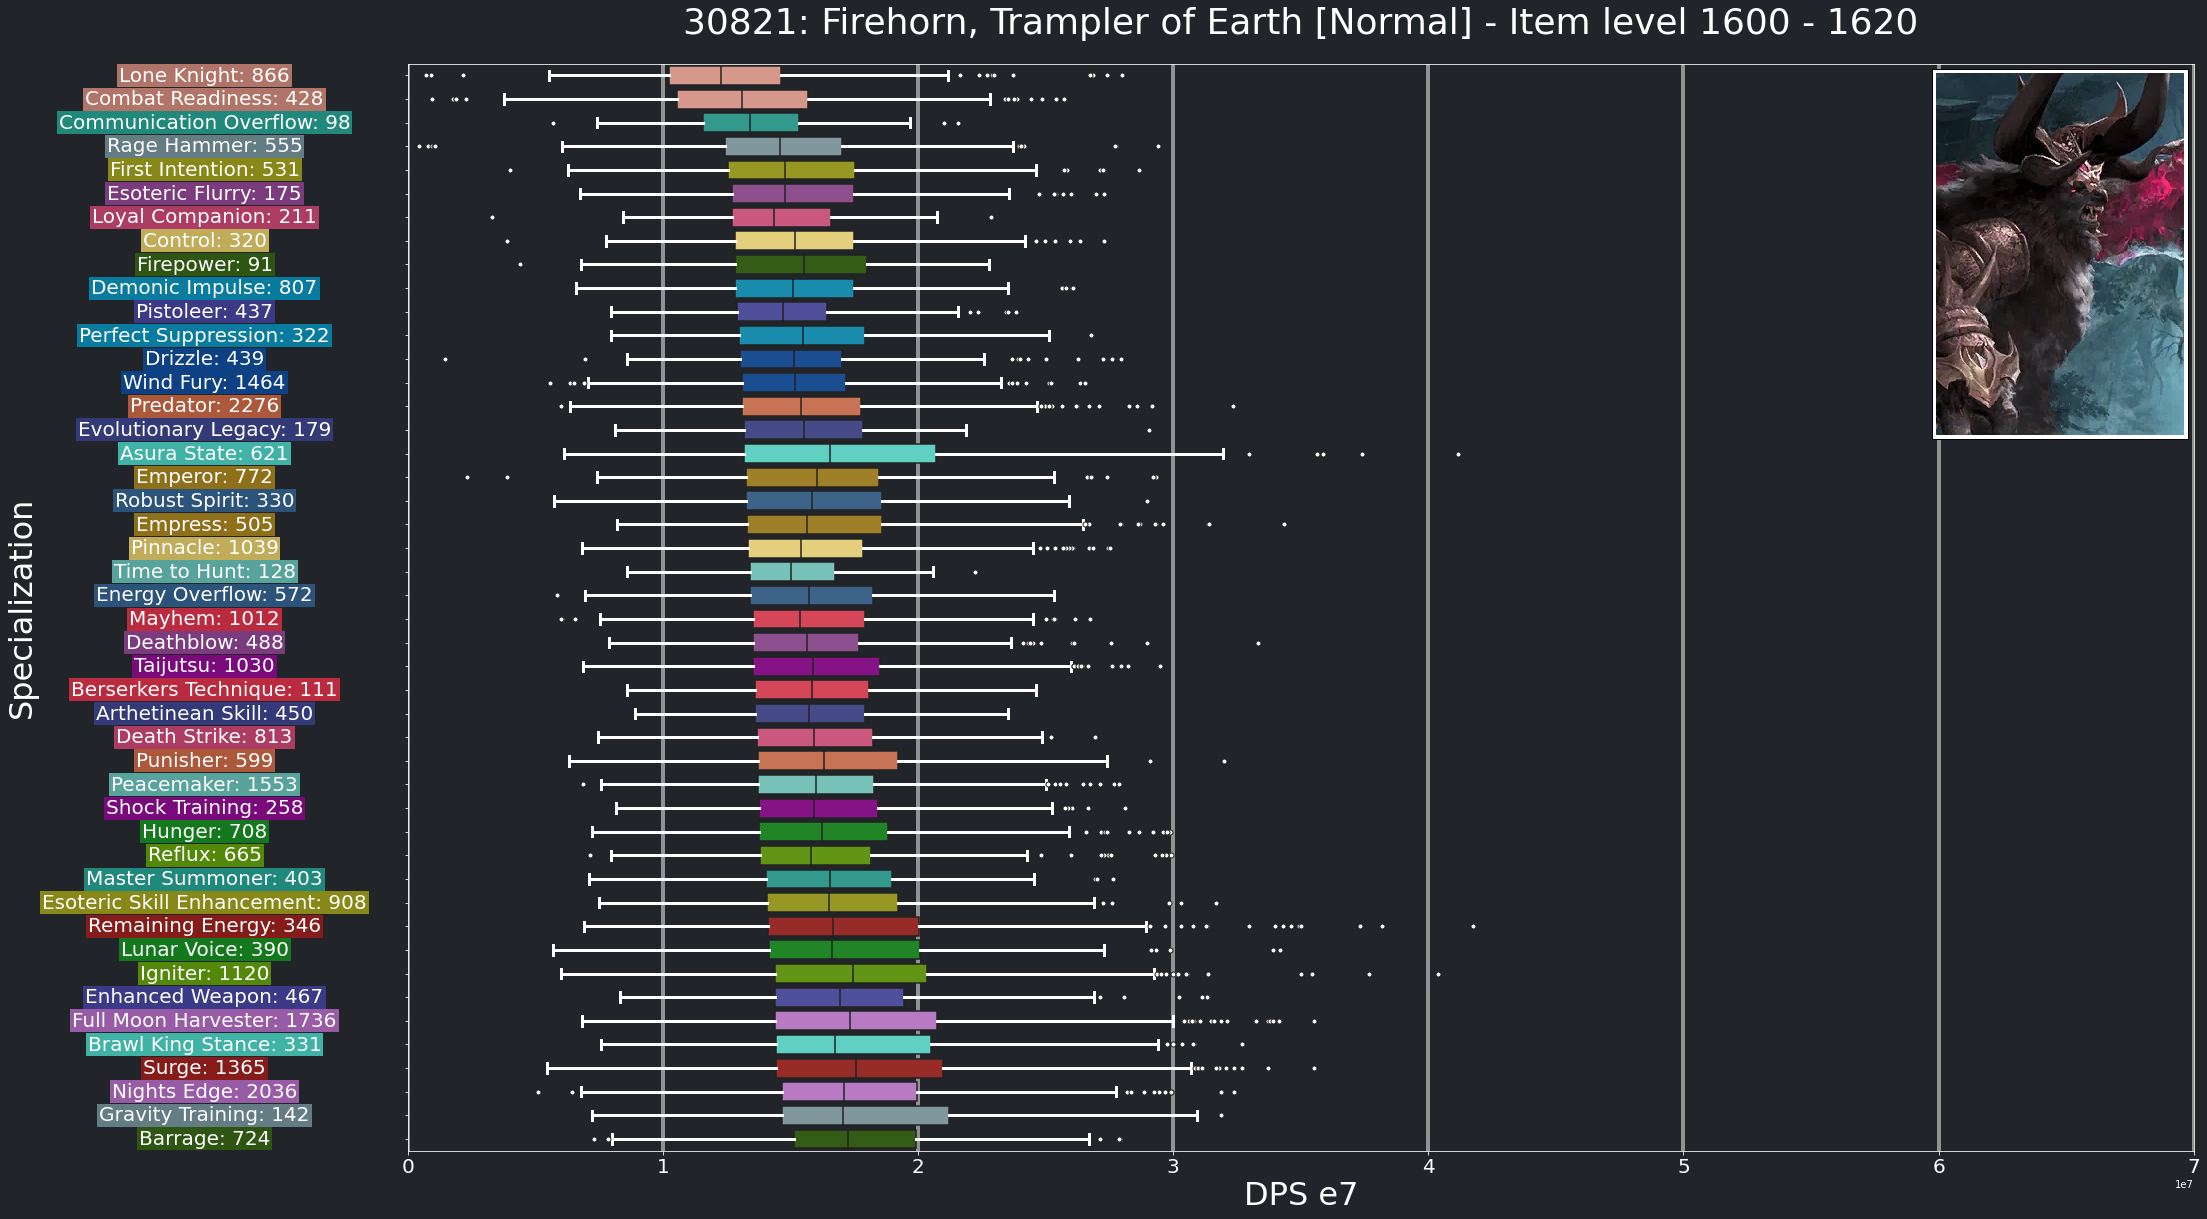 30821: Firehorn, Trampler of Earth [Normal] - Item level 1600 - 1620
Specialization
Lone Knight: 866
Combat Readiness: 428
Communication Overflow: 98
Rage Hammer: 555
First Intention: 531
Esoteric Flurry: 175
Loyal Companion: 211
Control: 320
Firepower: 91
Demonic Impulse: 807
Pistoleer: 437
Perfect Suppression: 322
Drizzle: 439
Wind Fury: 1464
Predator: 2276
Evolutionary Legacy: 179
Asura State: 621
Emperor: 772
Robust Spirit: 330
Empress: 505
Pinnacle: 1039
Time to Hunt: 128
Energy Overflow: 572
Mayhem: 1012
Deathblow: 488
Taijutsu: 1030
Berserkers Technique: 111
Arthetinean Skill: 450
Death Strike: 813
Punisher: 599
Peacemaker: 1553
Shock Training: 258
Hunger: 708
Reflux: 665
Master Summoner: 403
Esoteric Skill Enhancement: 908
Remaining Energy: 346
Lunar Voice: 390
Igniter: 1120
Enhanced Weapon: 467
Full Moon Harvester: 1736
Brawl King Stance: 331
Surge: 1365
Nights Edge: 2036
Gravity Training: 142
Barrage: 724
0 1 2 3 4 5 6 7
1e7
DPS e7